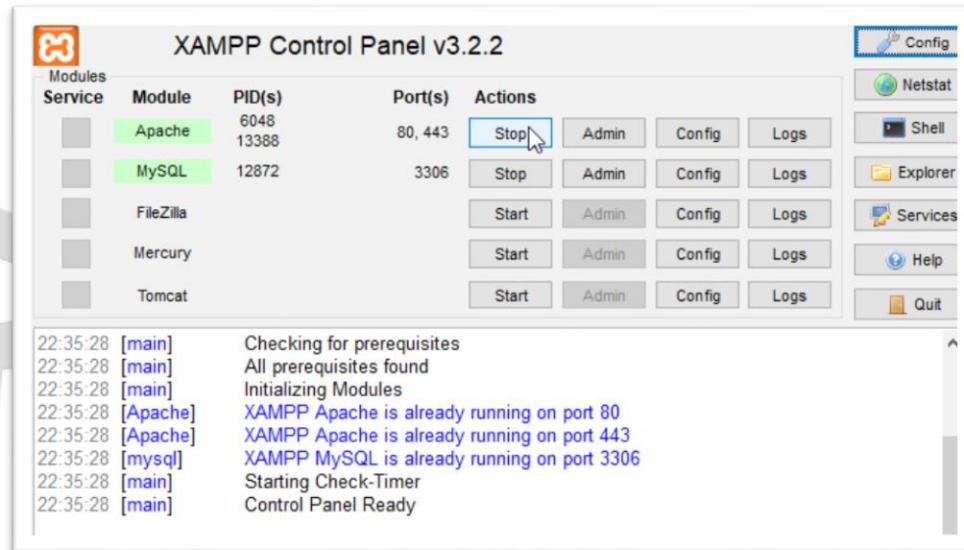 XAMPP Control Panel v3.2.2
Config
Modules
Netstat
Service Module PID(s) Port(s) Actions
Apache 6048 13388 80, 443 Stop Admin Config Logs
Shell
MySQL 12872 3306 Stop Admin Config Logs
Explorer
FileZilla Start Admin Config Logs
Services
Mercury Start Admin Config Logs
Help
Tomcat Start Admin Config Logs
Quit
22:35:28 [main] Checking for prerequisites
22:35:28 [main] All prerequisites found
22:35:28 [main] Initializing Modules
22:35:28 [Apache] XAMPP Apache is already running on port 80
22:35:28 [Apache] XAMPP Apache is already running on port 443
22:35:28 [mysql] XAMPP MySQL is already running on port 3306
22:35:28 [main] Starting Check-Timer
22:35:28 [main] Control Panel Ready